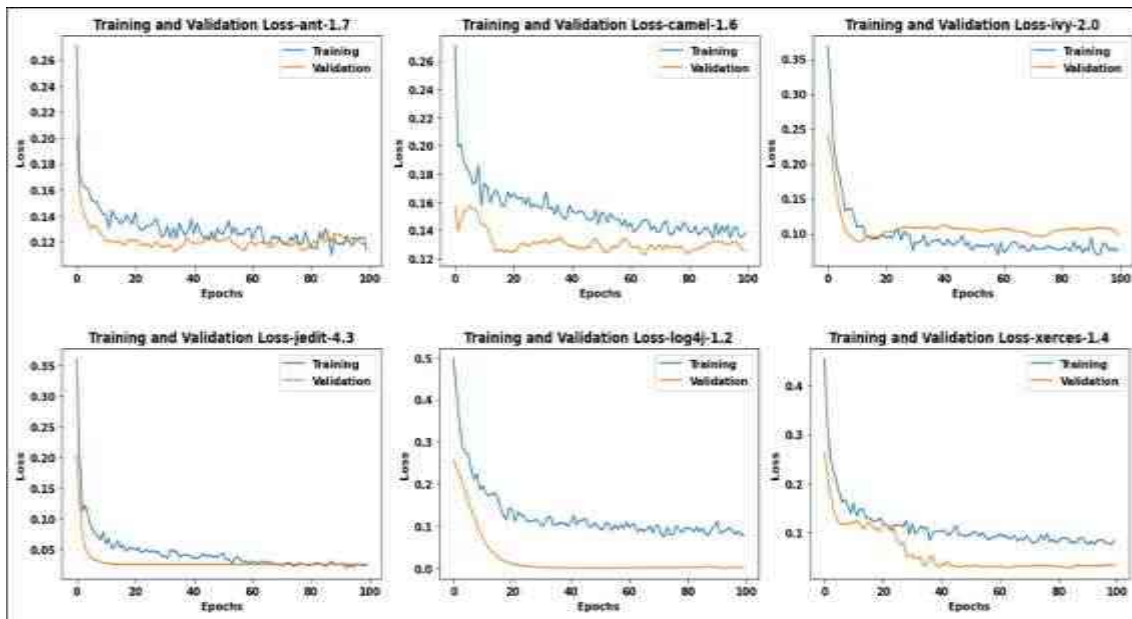 Training and Validation Loss-ant-1.7
Training
Validation
0.26
0.24
0.22
0.20
0.18
0.16
0.14
0.12
Loss
0 20 40 60 80 100
Epochs
Training and Validation Loss-camel-1.6
Training
Validation
0.26
0.24
0.22
0.20
0.18
0.16
0.14
0.12
Loss
0 20 40 60 80 100
Epochs
Training and Validation Loss-ivy-2.0
Training
Validation
0.35
0.30
0.25
0.20
0.15
0.10
Loss
0 20 40 60 80 100
Epochs
Training and Validation Loss-jedit-4.3
Training
Validation
0.35
0.30
0.25
0.20
0.15
0.10
0.05
Loss
0 20 40 60 80 100
Epochs
Training and Validation Loss-log4j-1.2
Training
Validation
0.5
0.4
0.3
0.2
0.1
0.0
Loss
0 20 40 60 80 100
Epochs
Training and Validation Loss-xerces-1.4
Training
Validation
0.4
0.3
0.2
0.1
Loss
0 20 40 60 80 100
Epochs